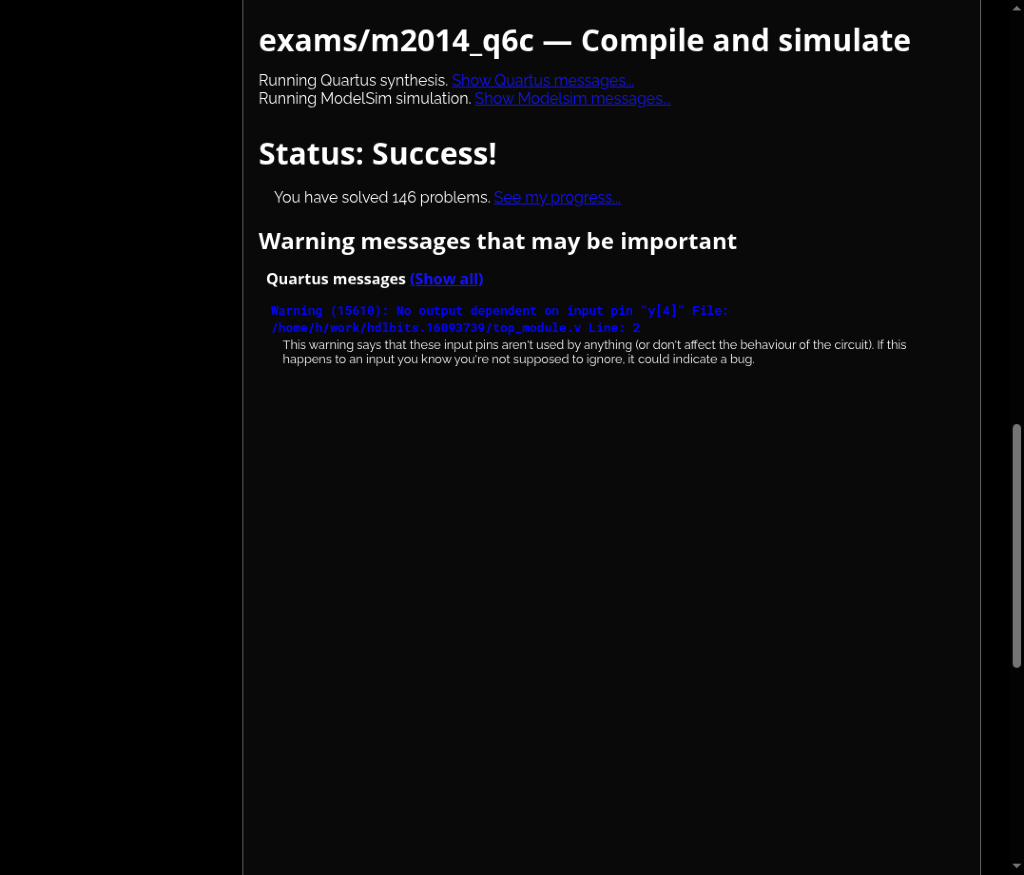 exams/m2014_q6c — Compile and simulate
Running Quartus synthesis. Show Quartus messages...
Running ModelSim simulation. Show Modelsim messages...
Status: Success!
You have solved 146 problems. See my progress...
Warning messages that may be important
Quartus messages (Show all)
Warning (15610): No output dependent on input pin "y[4]" File:
/home/h/work/hdlbits.16093739/top_module.v Line: 2
This warning says that these input pins aren't used by anything (or don't affect the behaviour of the circuit). If this
happens to an input you know you're not supposed to ignore, it could indicate a bug.